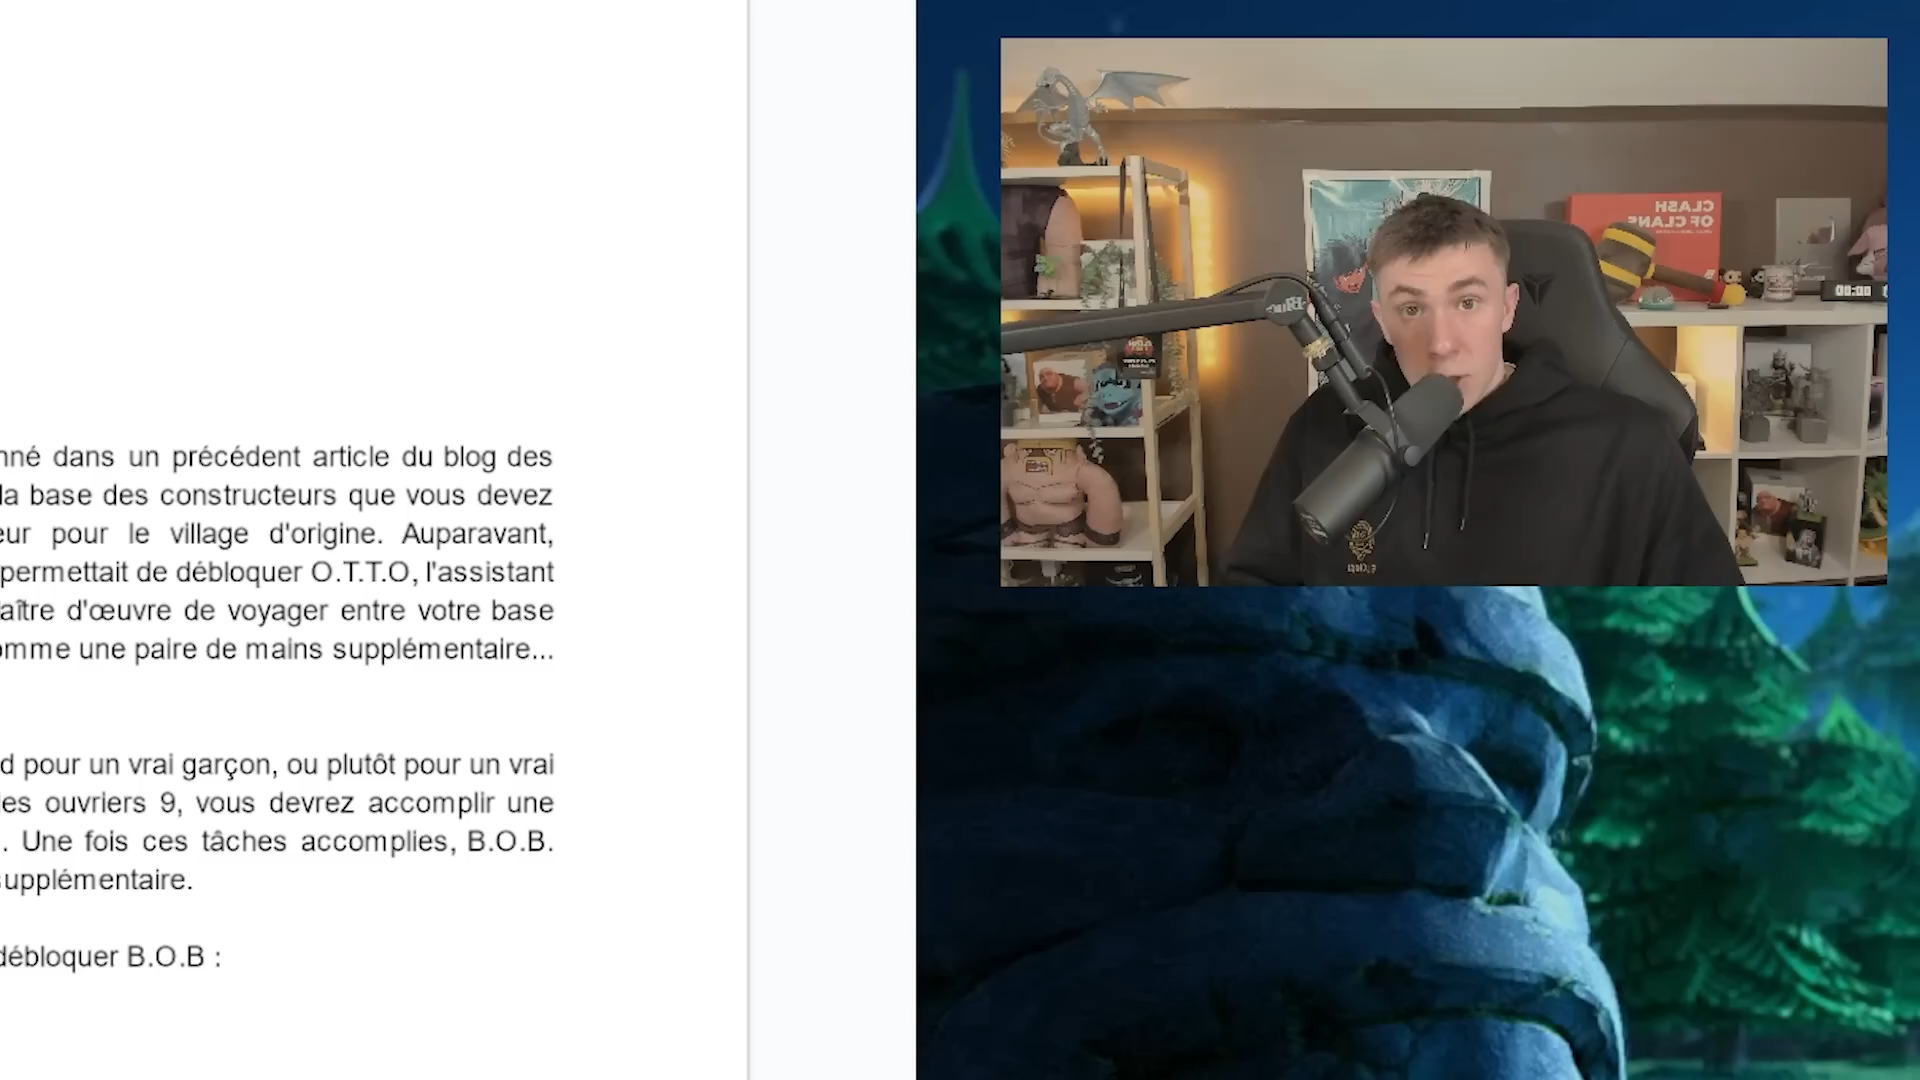 nné dans un précédent article du blog des
la base des constructeurs que vous devez
eur pour le village d'origine. Auparavant,
permettait de débloquer O.T.T.O, l'assistant
aître d'œuvre de voyager entre votre base
omme une paire de mains supplémentaire...
d pour un vrai garçon, ou plutôt pour un vrai
les ouvriers 9, vous devrez accomplir une
. Une fois ces tâches accomplies, B.O.B.
supplémentaire.
débloquer B.O.B :
CLASH
OF CLANS
00:00